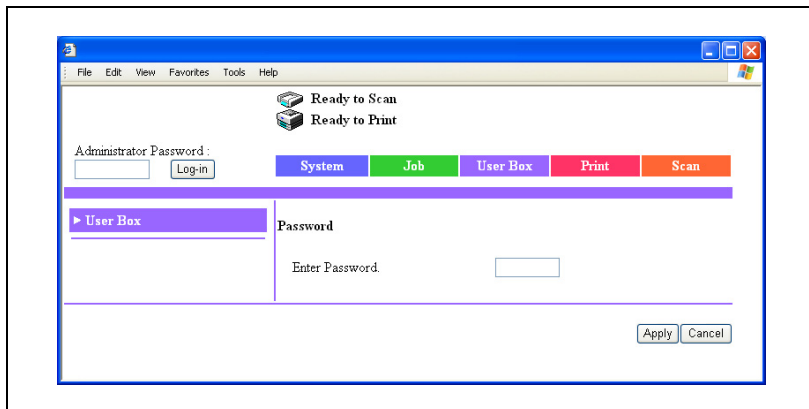 File Edit View Favorites Tools Help
Ready to Scan
Ready to Print
Administrator Password :
Log-in
System Job User Box Print Scan
User Box
Password
Enter Password.
Apply Cancel